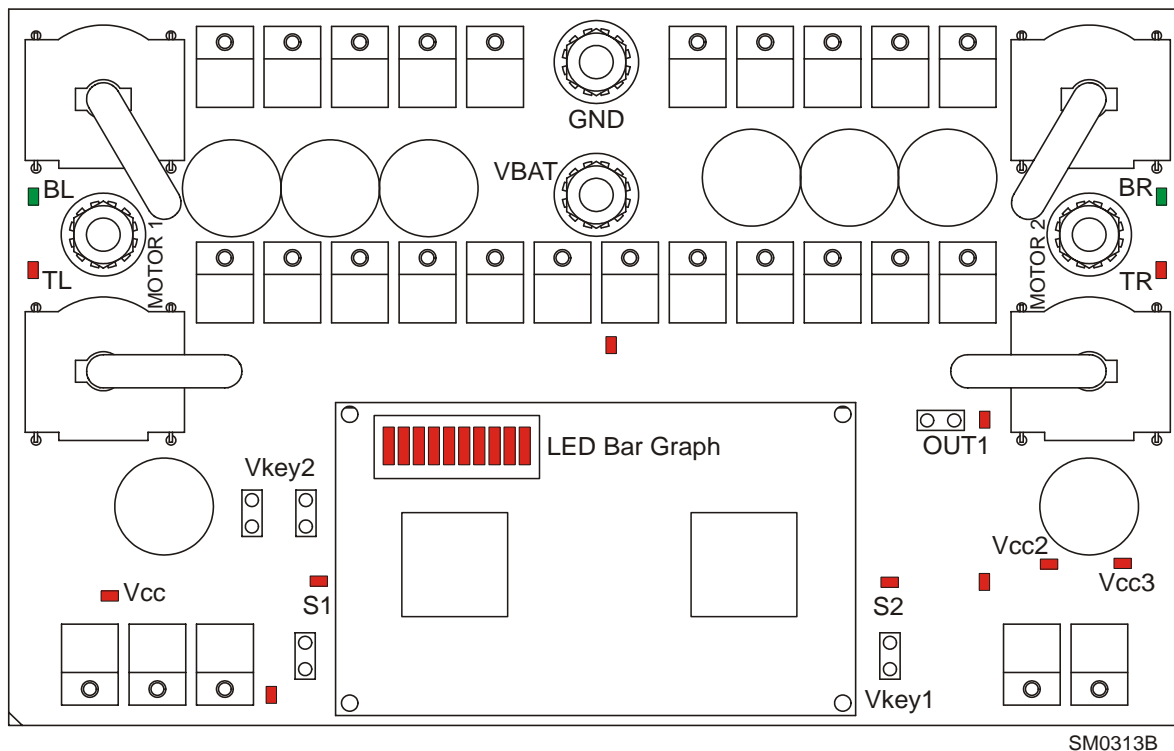 GND
VBAT
BL
BR
MOTOR 1
MOTOR 2
TL
TR
OUT1
LED Bar Graph
Vkey2
Vcc2
Vcc3
Vcc
S1
S2
Vkey1
SM0313B